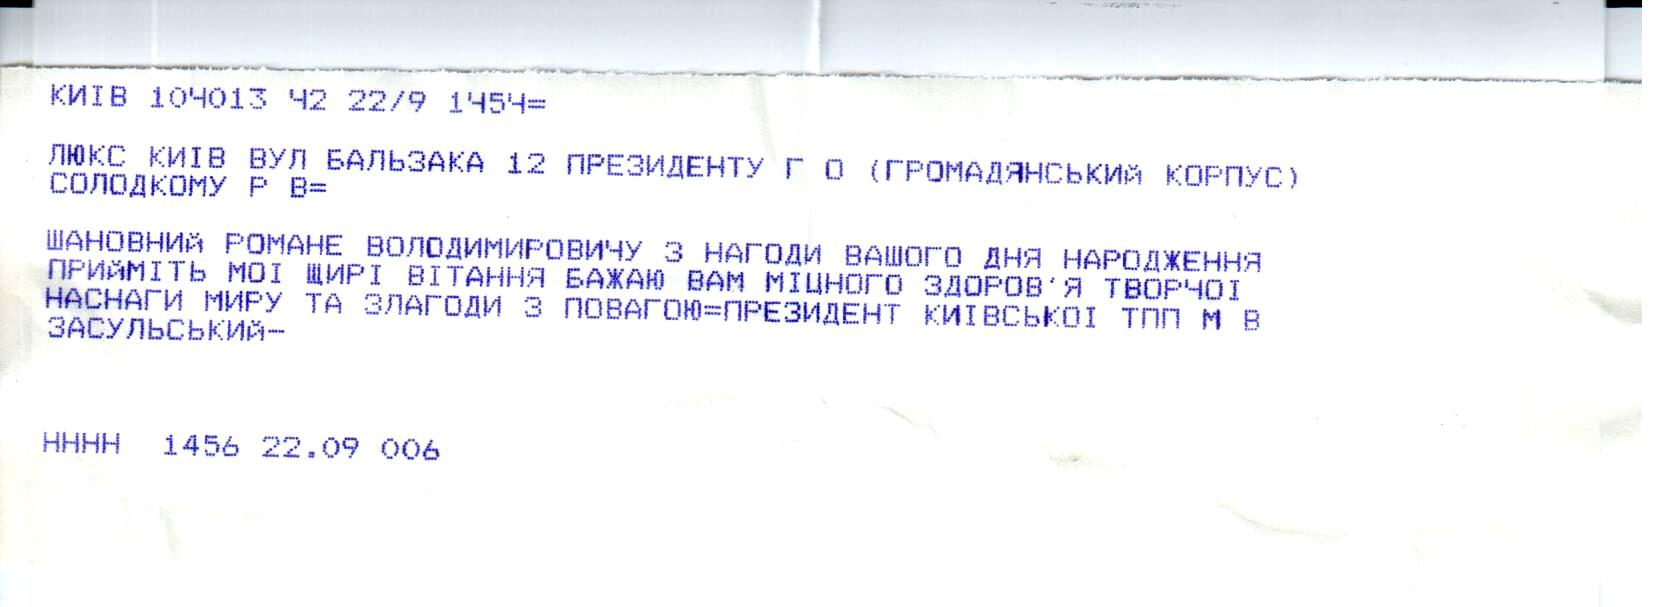 КИІВ 104013 42 22/9 1454=
ЛЮКС КИІВ ВУЛ БАЛЬЗАКА 12 ПРЕЗИДЕНТУ Г О (ГРОМАДЯНСЬКИЙ КОРПУС)
СОЛОДКОМУ Р В=
ШАНОВНИЙ РОМАНЕ ВОЛОДИМИРОВИЧУ З НАГОДИ ВАШОГО ДНЯ НАРОДЖЕННЯ
ПРИЙМІТЬ МОІ ЩИРІ ВІТАННЯ БАЖАЮ ВАМ МІЦНОГО ЗДОРОВ'Я ТВОРЧОІ
НАСНАГИ МИРУ ТА ЗЛАГОДИ З ПОВАГОЮ=ПРЕЗИДЕНТ КИІВСЬКОІ ТПП М В
ЗАСУЛЬСЬКИЙ-
НННН 1456 22.09 006